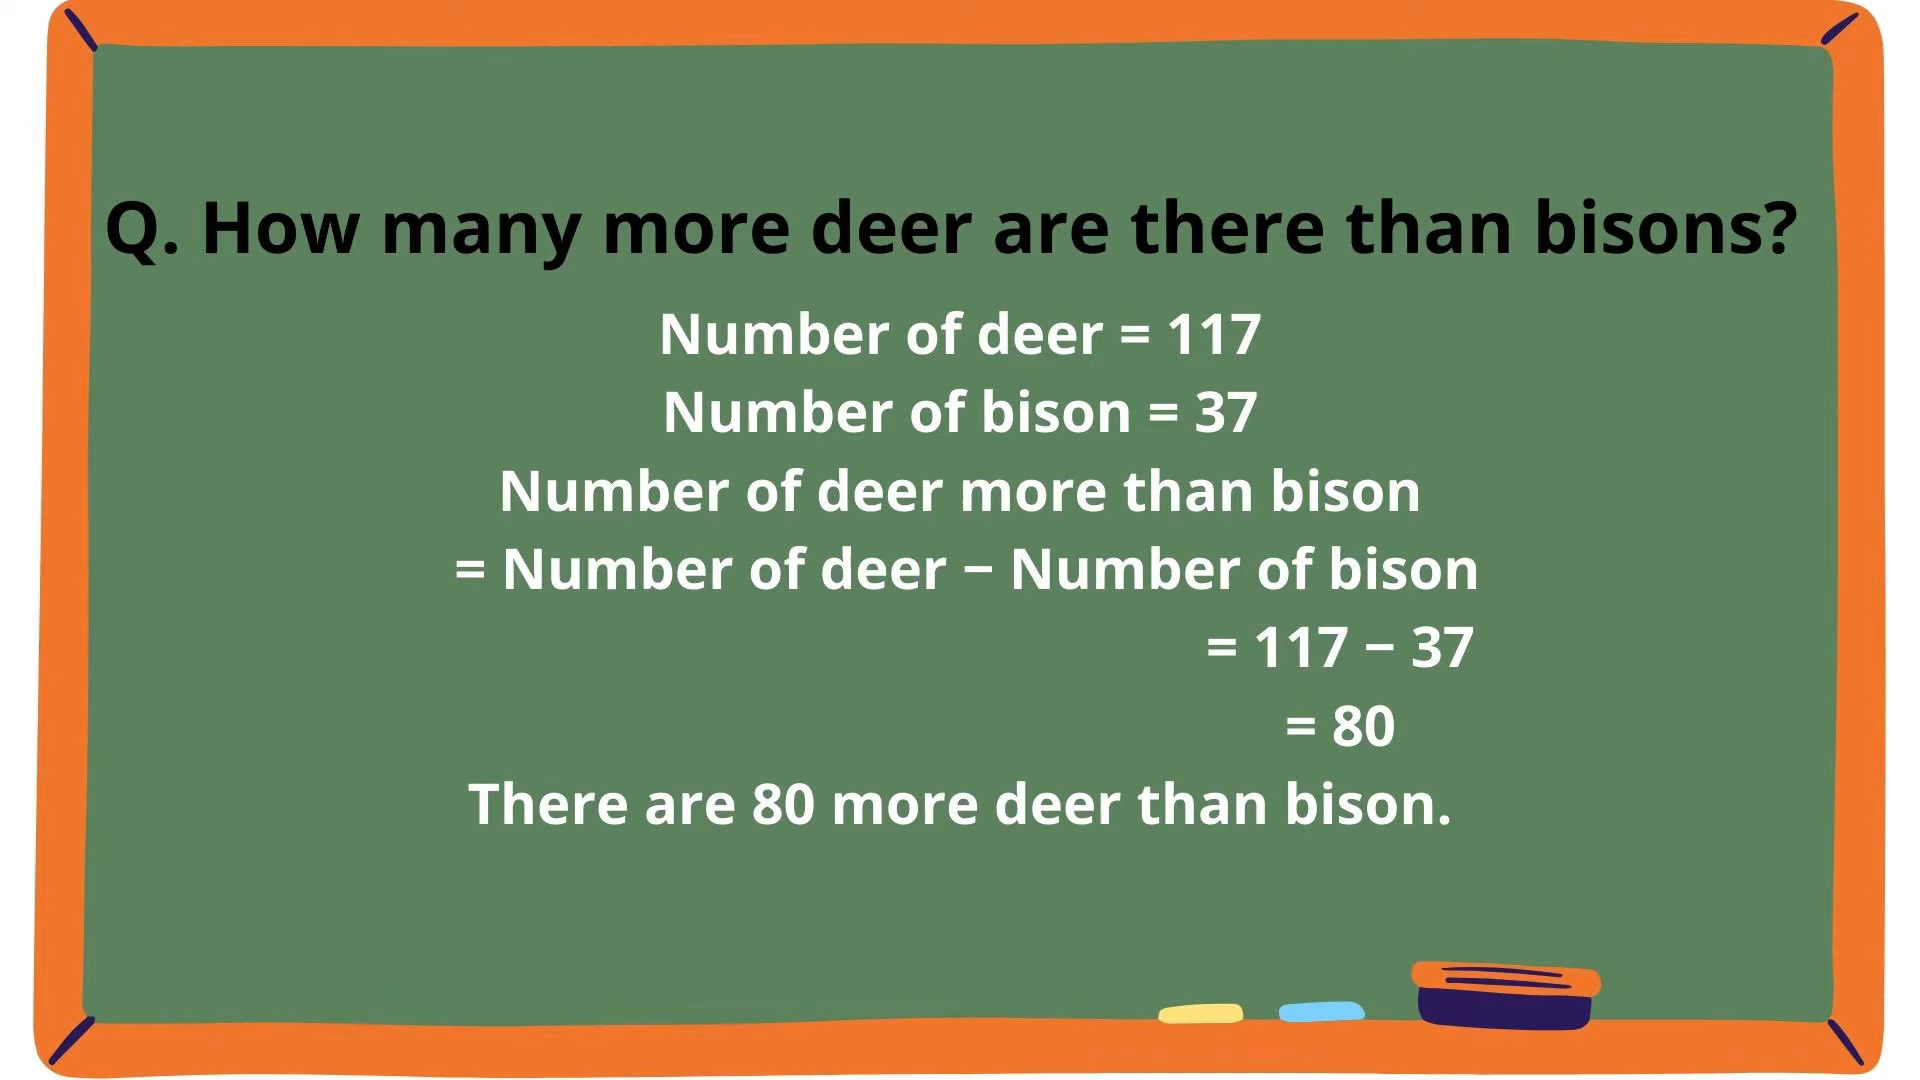 Q. How many more deer are there than bisons?
Number of deer = 117
Number of bison = 37
Number of deer more than bison
= Number of deer − Number of bison
= 117 − 37
= 80
There are 80 more deer than bison.